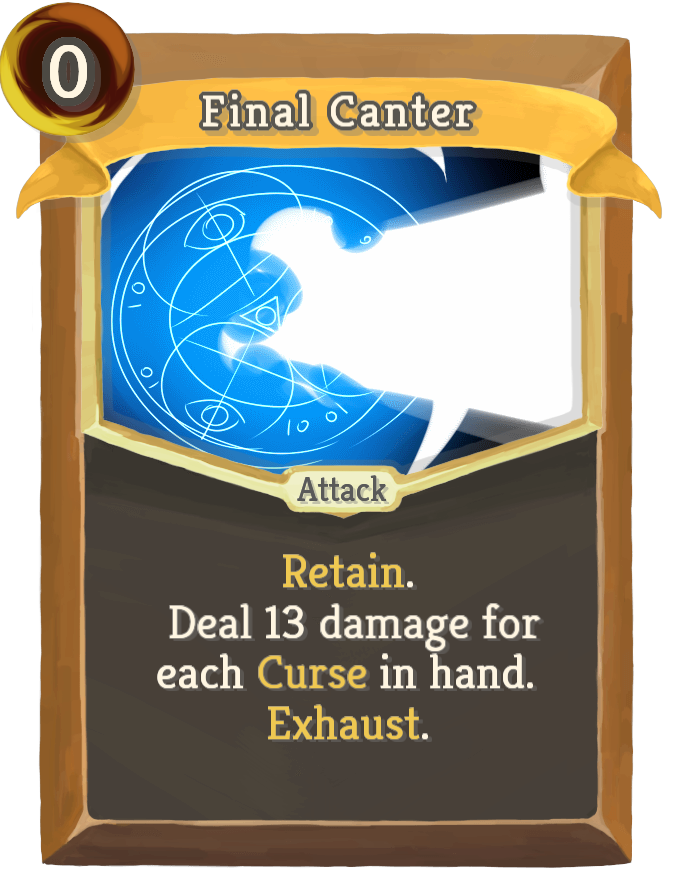 0
Final Canter
Attack
Retain.
Deal 13 damage for
each Curse in hand.
Exhaust.